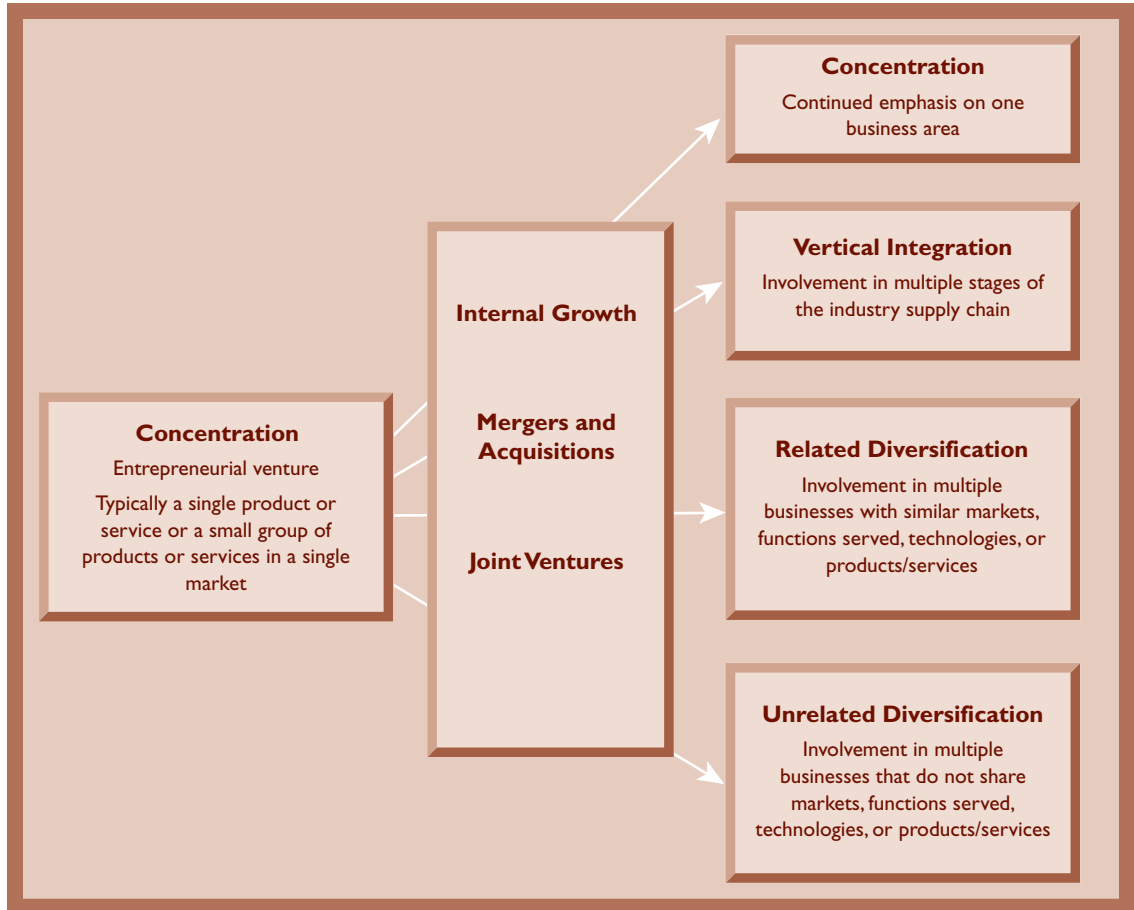 Concentration
Entrepreneurial venture
Typically a single product or
service or a small group of
products or services in a single
market
Internal Growth
Mergers and
Acquisitions
Joint Ventures
Concentration
Continued emphasis on one
business area
Vertical Integration
Involvement in multiple stages of
the industry supply chain
Related Diversification
Involvement in multiple
businesses with similar markets,
functions served, technologies, or
products/services
Unrelated Diversification
Involvement in multiple
businesses that do not share
markets, functions served,
technologies, or products/services